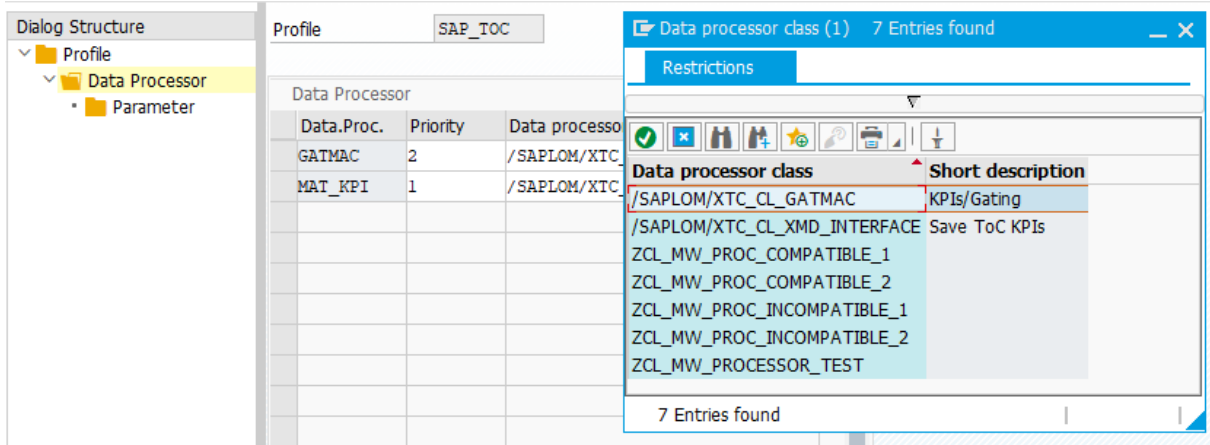 Dialog Structure
Profile
Data Processor
Parameter
Profile SAP_TOC
Data Processor
Data.Proc. Priority Data processo
GATMAC 2 /SAPLOM/XTC_
MAT_KPI 1 /SAPLOM/XTC_
Data processor class (1) 7 Entries found
Restrictions
Data processor class Short description
/SAPLOM/XTC_CL_GATMAC KPIs/Gating
/SAPLOM/XTC_CL_XMD_INTERFACE Save ToC KPIs
ZCL_MW_PROC_COMPATIBLE_1
ZCL_MW_PROC_COMPATIBLE_2
ZCL_MW_PROC_INCOMPATIBLE_1
ZCL_MW_PROC_INCOMPATIBLE_2
ZCL_MW_PROCESSOR_TEST
7 Entries found